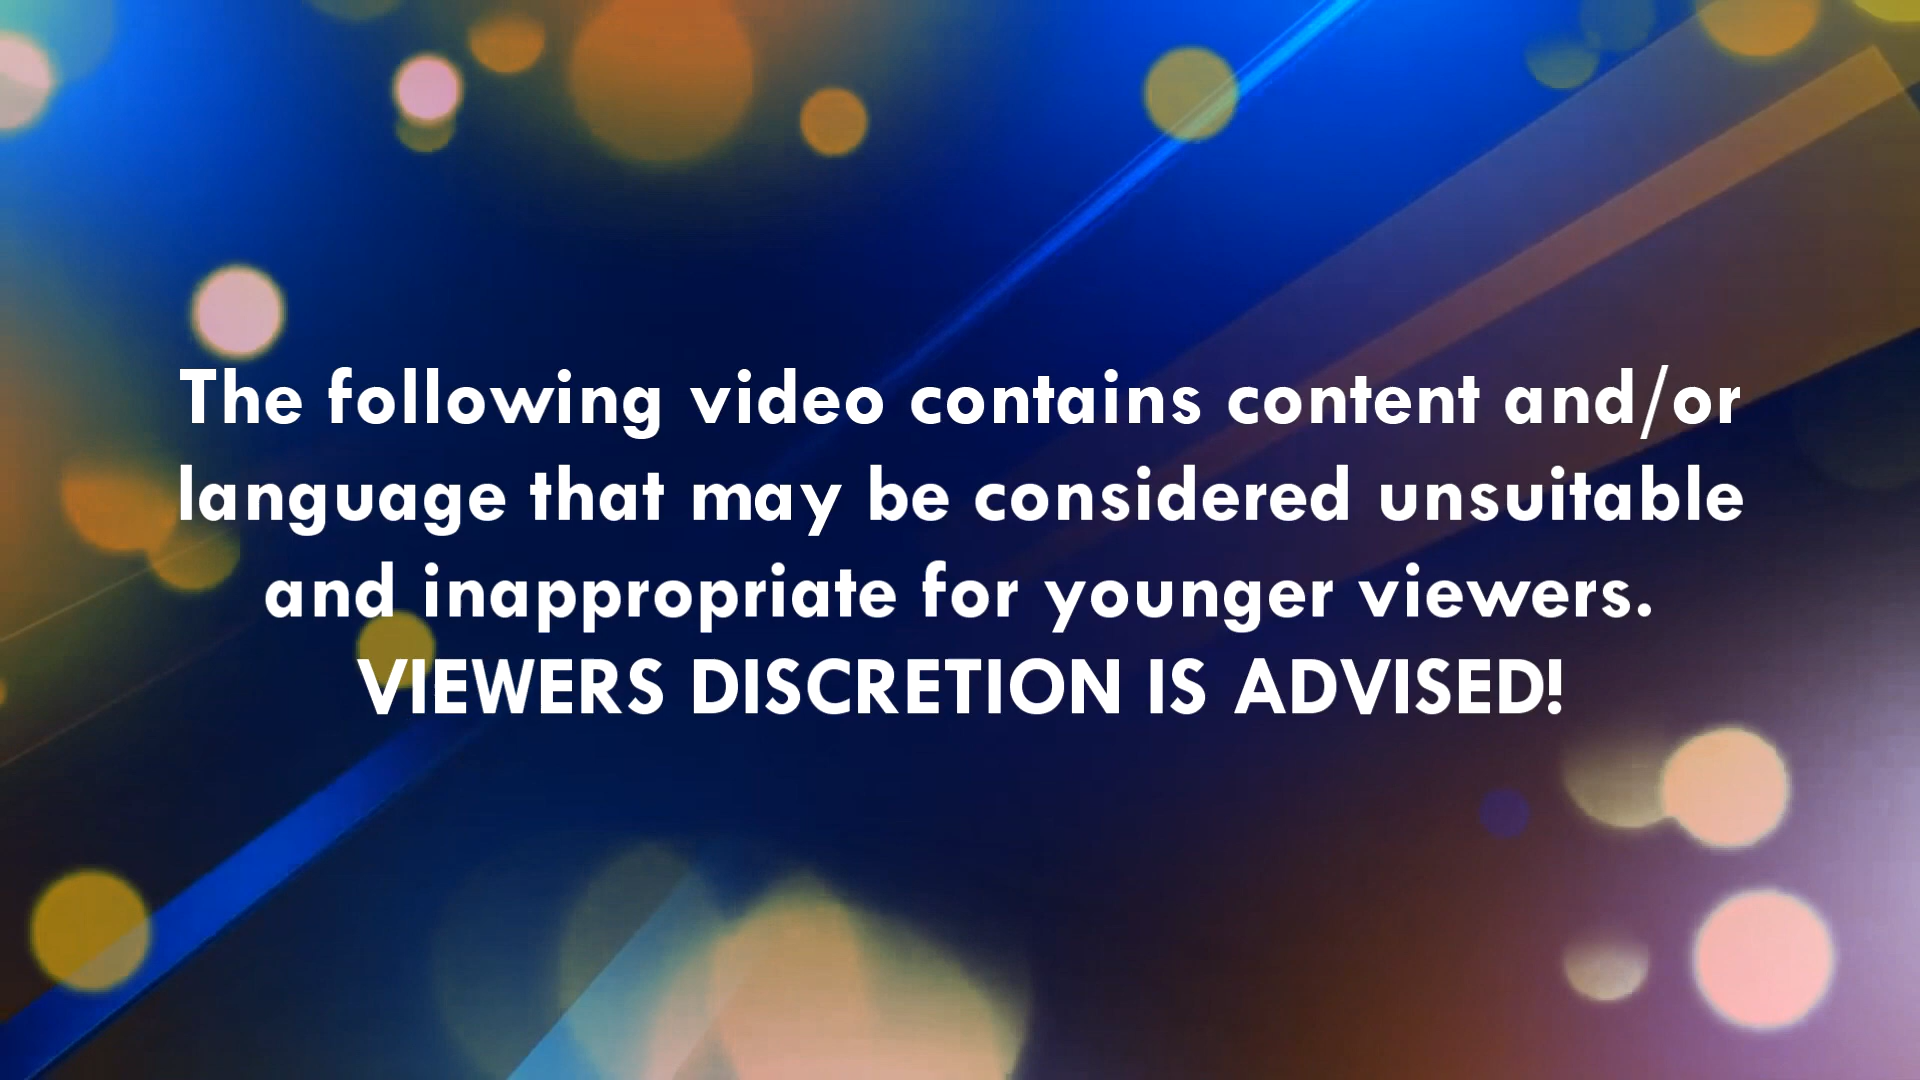 The following video contains content and/or
language that may be considered unsuitable
and inappropriate for younger viewers.
VIEWERS DISCRETION IS ADVISED!